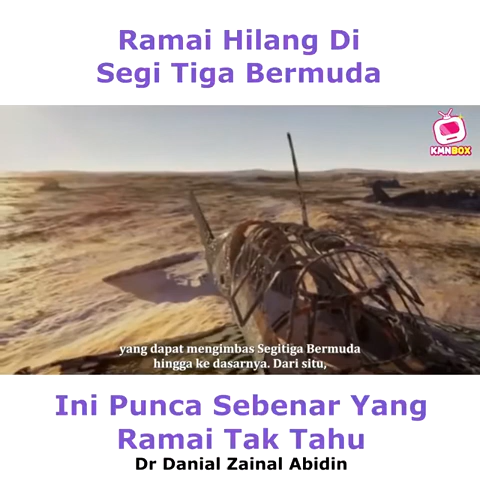 Ramai Hilang Di
Segi Tiga Bermuda
KMNBOX
yang dapat mengimbas Segitiga Bermuda
hingga ke dasarnya. Dari situ,
Ini Punca Sebenar Yang
Ramai Tak Tahu
Dr Danial Zainal Abidin